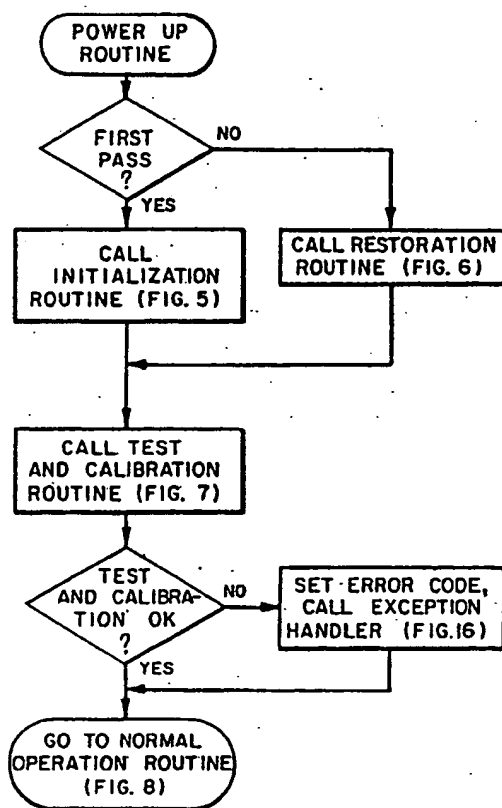 POWER UP
ROUTINE
FIRST
PASS
?
NO
YES
CALL
INITIALIZATION
ROUTINE (FIG. 5)
CALL RESTORATION
ROUTINE (FIG. 6)
CALL TEST
AND CALIBRATION
ROUTINE (FIG. 7)
TEST
AND CALIBRA-
TION OK
?
NO
YES
SET ERROR CODE,
CALL EXCEPTION
HANDLER (FIG.16)
GO TO NORMAL
OPERATION ROUTINE
(FIG. 8)